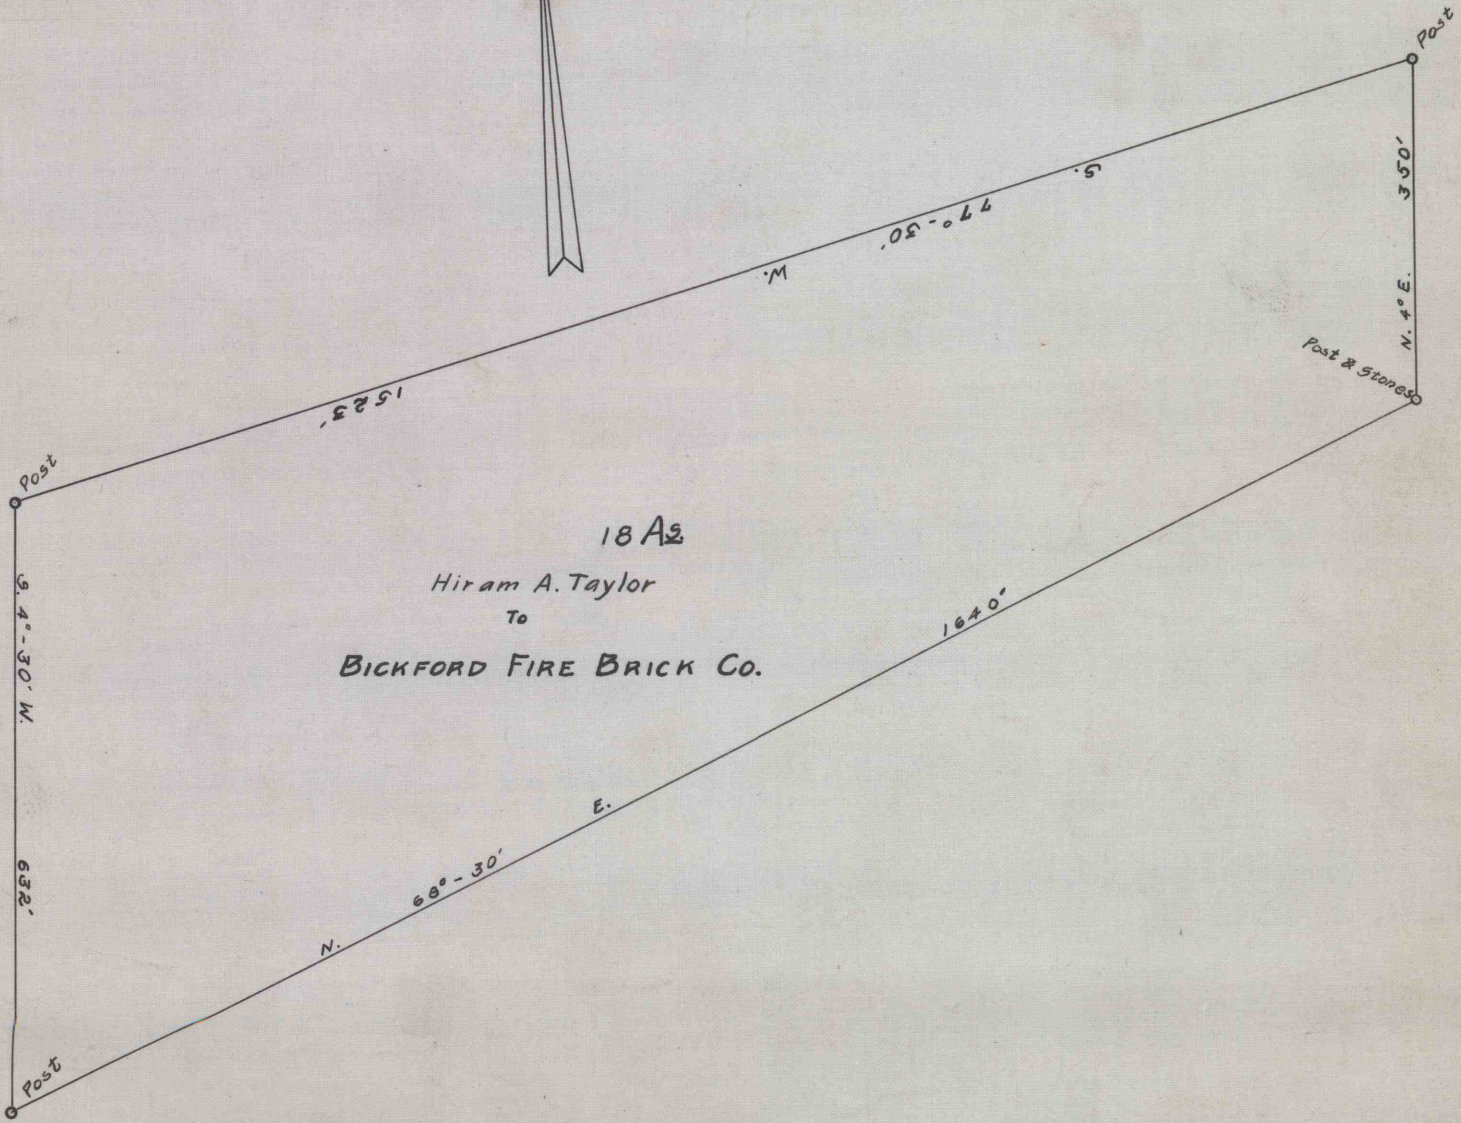 Post
S. 77°-30' W. 1523'
N. 4° E. 350'
Post & Stones
Post
18 As
Hiram A. Taylor
To
BICKFORD FIRE BRICK CO.
S. 4°-30' W. 632'
N. 68°-30' E. 1640'
Post